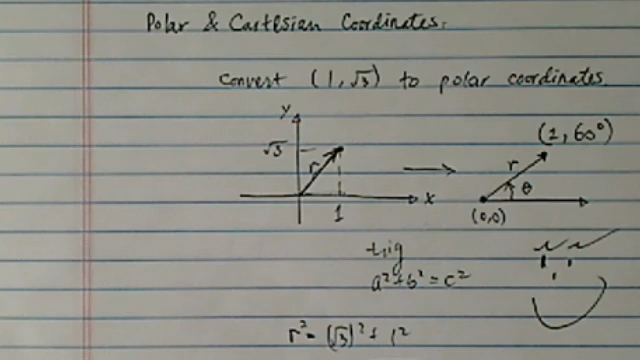 Polar & Cartesian Coordinates:
Convert (1, √3) to polar coordinates.
y
√3
r
1
x
(1, 60°)
r
θ
(0,0)
trig
a² + b² = c²
r² = (√3)² + 1²